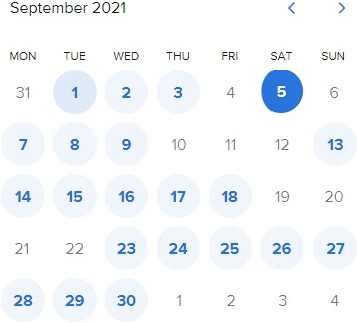 September 2021 < >
MON TUE WED THU FRI SAT SUN
31 1 2 3 4 5 6
7 8 9 10 11 12 13
14 15 16 17 18 19 20
21 22 23 24 25 26 27
28 29 30 1 2 3 4